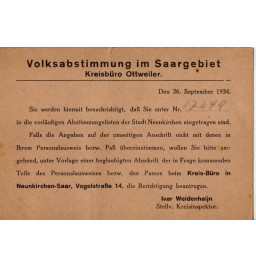 Volksabstimmung im Saargebiet
Kreisbüro Ottweiler.
Den 26. September 1934.
Sie werden hiermit benachrichtigt, daß Sie unter Nr. 12249
in die vorläufigen Abstimmungslisten der Stadt Neunkirchen eingetragen sind.
Falls die Angaben auf der umseitigen Anschrift nicht mit denen in
Ihrem Personalausweis bzw. Paß übereinstimmen, wollen Sie bitte um-
gehend, unter Vorlage einer beglaubigten Abschrift der in Frage kommenden
Teile des Personalausweises bezw. des Passes beim Kreis-Büro in
Neunkirchen-Saar, Vogelstraße 14, die Berichtigung beantragen.
Ivar Weidenheijn
Stellv. Kreisinspektor.